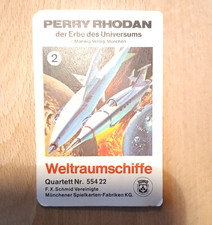 PERRY RHODAN
der Erbe des Universums
2
Weltraumschiffe
Quartett Nr. 554 22
F.X. Schmid Vereinigte
Münchener Spielkarten-Fabriken KG.